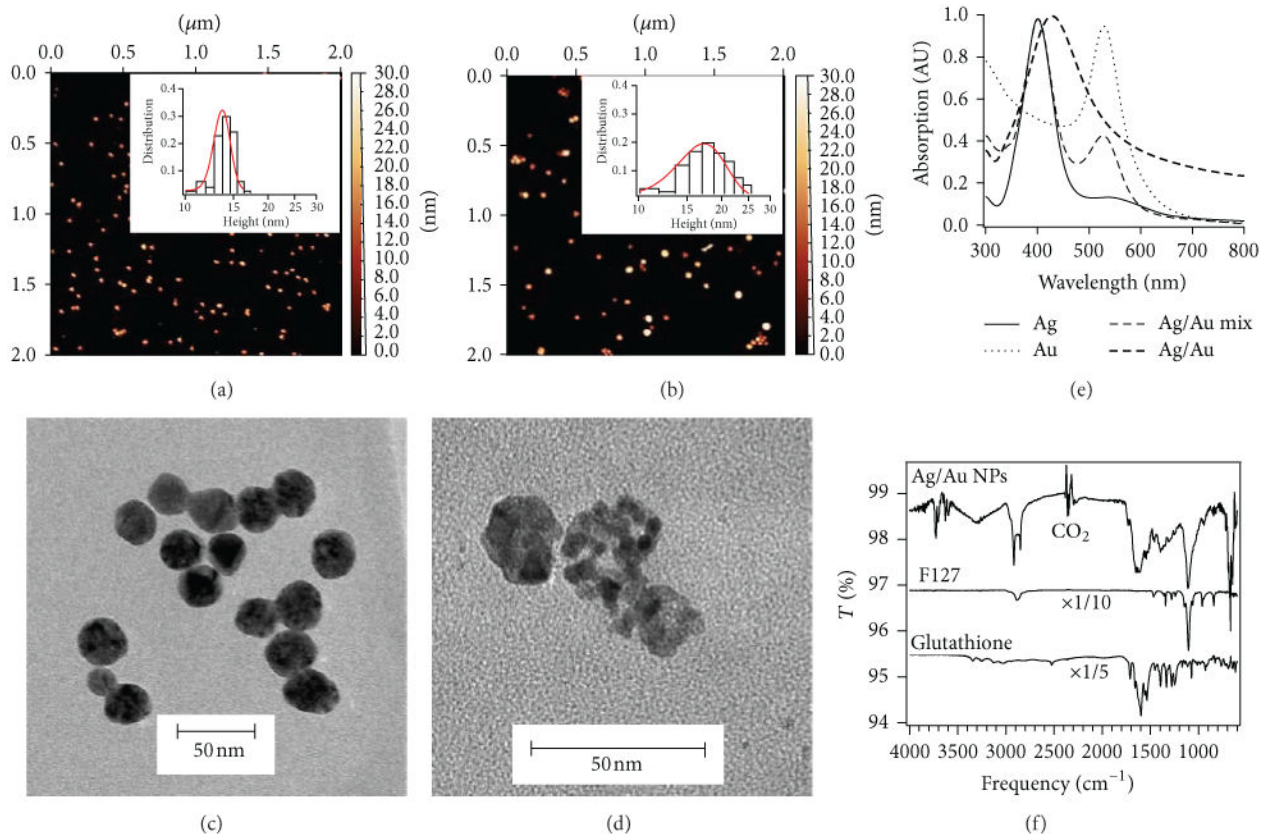 (μm)
0.0 0.5 1.0 1.5 2.0
0.0
0.5
1.0
1.5
2.0
Distribution
0.4
0.3
0.2
0.1
10 15 20 30
Height (nm)
30.0
28.0
26.0
24.0
22.0
20.0
18.0
16.0
14.0
12.0
10.0
8.0
6.0
4.0
2.0
0.0
(nm)
(a)
(μm)
0.0 0.5 1.0 1.5 2.0
0.0
0.5
1.0
1.5
2.0
Distribution
0.4
0.3
0.2
0.1
10 15 20 25 30
Height (nm)
30.0
28.0
26.0
24.0
22.0
20.0
18.0
16.0
14.0
12.0
10.0
8.0
6.0
4.0
2.0
0.0
(nm)
(b)
Absorption (AU)
1.0
0.8
0.6
0.4
0.2
0.0
300 400 500 600 700 800
Wavelength (nm)
Ag
Au
Ag/Au mix
Ag/Au
(e)
50 nm
(c)
50 nm
(d)
T (%)
99
98
97
96
95
94
Ag/Au NPs
CO₂
F127
×1/10
Glutathione
×1/5
4000 3500 3000 2500 2000 1500 1000
Frequency (cm⁻¹)
(f)